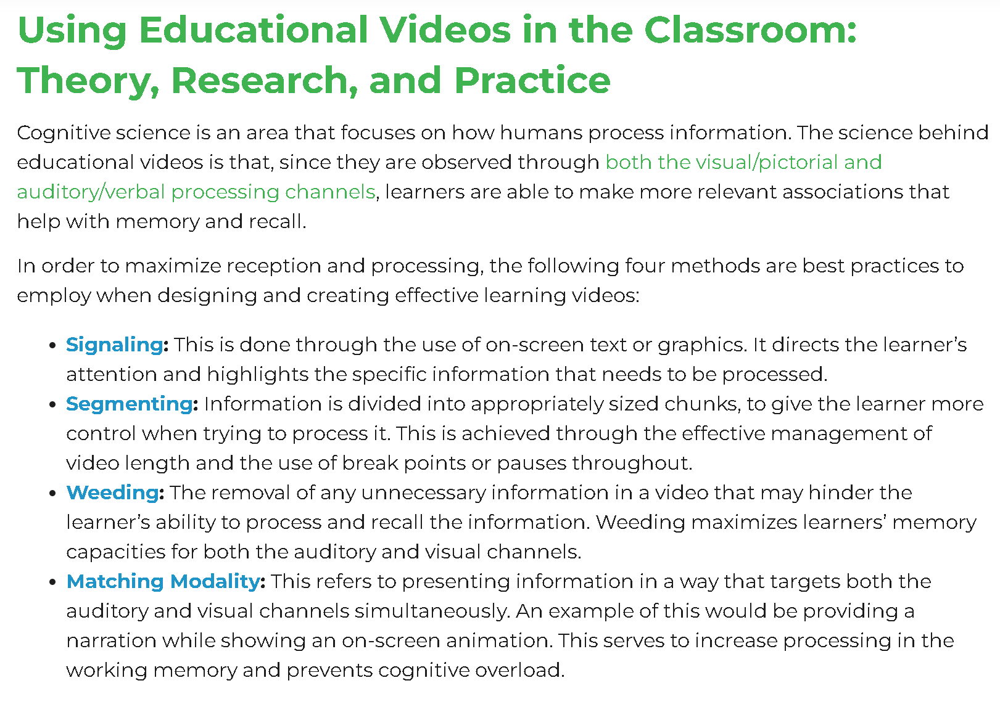 Using Educational Videos in the Classroom:
Theory, Research, and Practice
Cognitive science is an area that focuses on how humans process information. The science behind
educational videos is that, since they are observed through both the visual/pictorial and
auditory/verbal processing channels, learners are able to make more relevant associations that
help with memory and recall.
In order to maximize reception and processing, the following four methods are best practices to
employ when designing and creating effective learning videos:
• Signaling: This is done through the use of on-screen text or graphics. It directs the learner’s
attention and highlights the specific information that needs to be processed.
• Segmenting: Information is divided into appropriately sized chunks, to give the learner more
control when trying to process it. This is achieved through the effective management of
video length and the use of break points or pauses throughout.
• Weeding: The removal of any unnecessary information in a video that may hinder the
learner’s ability to process and recall the information. Weeding maximizes learners’ memory
capacities for both the auditory and visual channels.
• Matching Modality: This refers to presenting information in a way that targets both the
auditory and visual channels simultaneously. An example of this would be providing a
narration while showing an on-screen animation. This serves to increase processing in the
working memory and prevents cognitive overload.